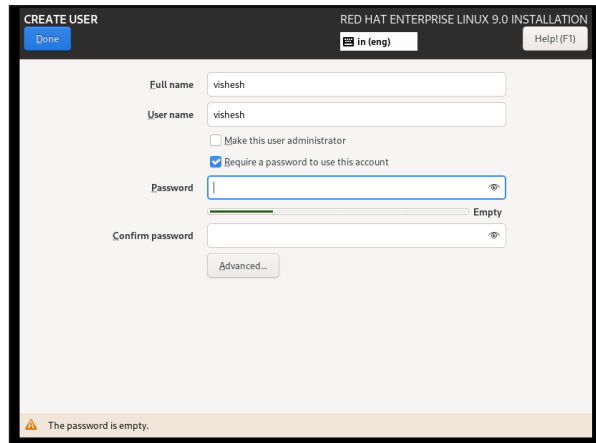 CREATE USER
RED HAT ENTERPRISE LINUX 9.0 INSTALLATION
Done
in (eng)
Help! (F1)
Full name
vishesh
User name
vishesh
Make this user administrator
Require a password to use this account
Password
Empty
Confirm password
Advanced...
The password is empty.